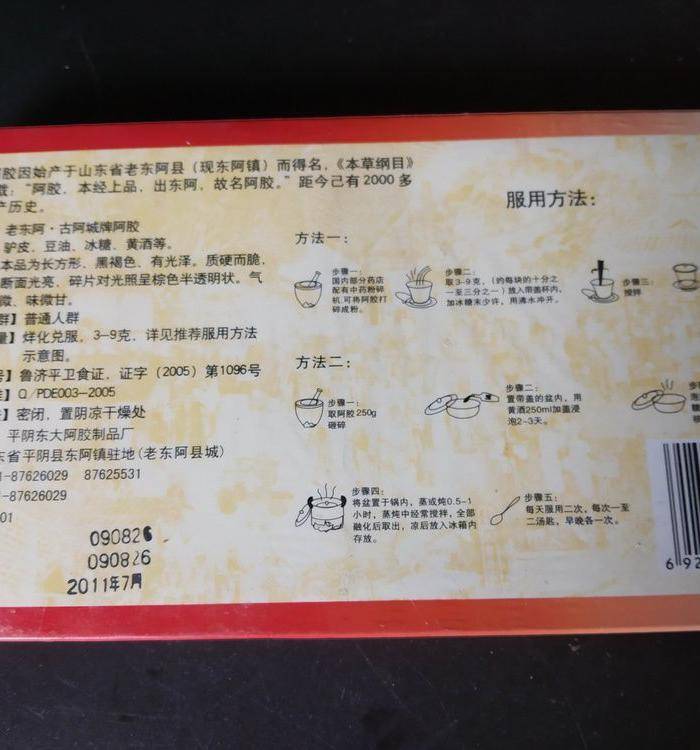 胶因始产于山东省老东阿县（现东阿镇）而得名，《本草纲目》
载：“阿胶，本经上品，出东阿，故名阿胶。”距今己有2000多
产历史。
老东阿·古阿城牌阿胶
驴皮、豆油、冰糖、黄酒等。
本品为长方形，黑褐色、有光泽。质硬而脆，
断面光亮，碎片对光照呈棕色半透明状。气
微、味微甘。
群】普通人群
量】烊化兑服，3-9克，详见推荐服用方法
示意图。
号】鲁济平卫食证，证字（2005）第1096号
】Q/PDE003-2005
】密闭，置阴凉干燥处
平阴东大阿胶制品厂
东省平阴县东阿镇驻地(老东阿县城)
-87626029 87625531
-87626029
01
090826
090826
2011年7月
服用方法：
方法一：
步骤一：
国内部分药店
配有中药粉碎
机,可将阿胶打
碎成粉。
步骤二：
取3-9克，（约每块的十分之
一至三分之一）放入带盖杯内，
加冰糖末少许，用沸水冲开。
步骤三：
搅拌
方法二：
步骤一：
取阿胶250g
砸碎
步骤二：
置带盖的盆内，用
黄酒250ml加盖浸
泡2~3天。
步
步骤四：
将盆置于锅内，蒸或炖0.5-1
小时，蒸炖中经常搅拌，全部
融化后取出，凉后放入冰箱内
存放。
步骤五：
每天服用二次，每次一至
二汤匙，早晚各一次。
6 92